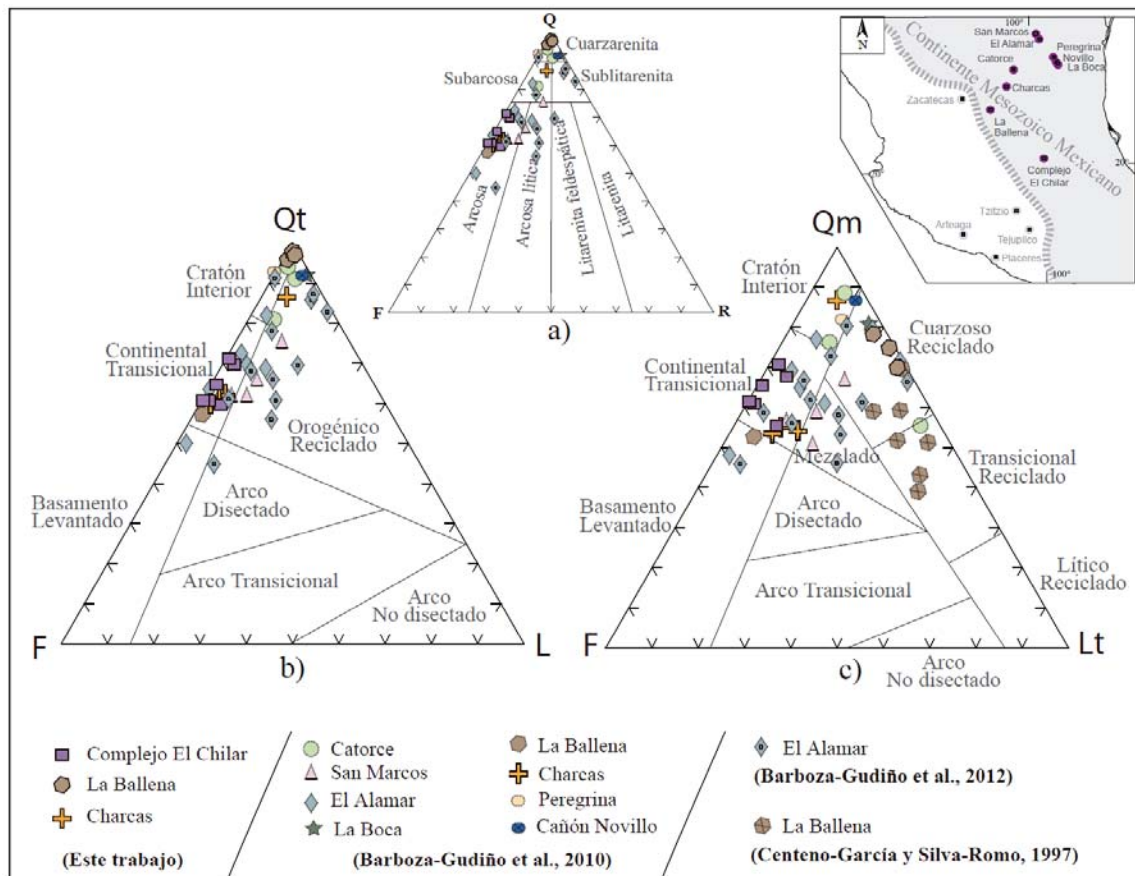 Q
Cuarzarenita
Subarcosa
Sublitarenita
Arcosa
Arcosa lítica
Litarenita feldespática
Litarenita
F
R
a)
100°
N
San Marcos
El Alamar
Peregrina
Novillo
La Boca
Catorce
Charcas
Zacatecas
La
Ballena
Continente Mesozoico Mexicano
20°
Complejo
El Chilar
Tzitzio
Arteaga
Tejupilco
Placeres
100°
Qt
Cratón
Interior
Continental
Transicional
Orogénico
Reciclado
Basamento
Levantado
Arco
Disectado
Arco Transicional
Arco
No disectado
F
L
b)
Qm
Cratón
Interior
Cuarzoso
Reciclado
Continental
Transicional
Mezclado
Transicional
Reciclado
Basamento
Levantado
Arco
Disectado
Arco Transicional
Lítico
Reciclado
F
Lt
c)
Arco
No disectado
Complejo El Chilar
La Ballena
Charcas
(Este trabajo)
Catorce
San Marcos
El Alamar
La Boca
La Ballena
Charcas
Peregrina
Cañón Novillo
(Barboza-Gudiño et al., 2010)
El Alamar
(Barboza-Gudiño et al., 2012)
La Ballena
(Centeno-García y Silva-Romo, 1997)